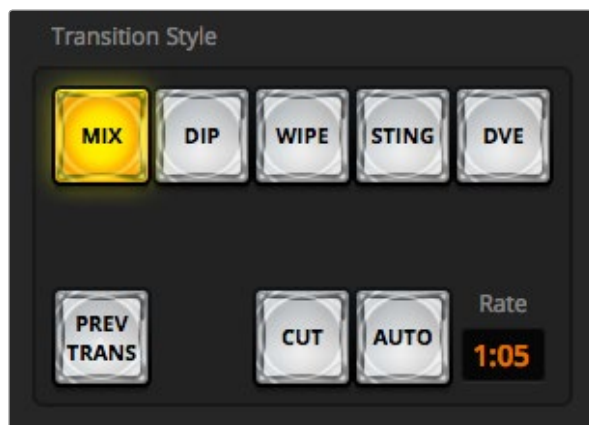 Transition Style
MIX DIP WIPE STING DVE
PREV
TRANS
CUT AUTO
Rate
1:05